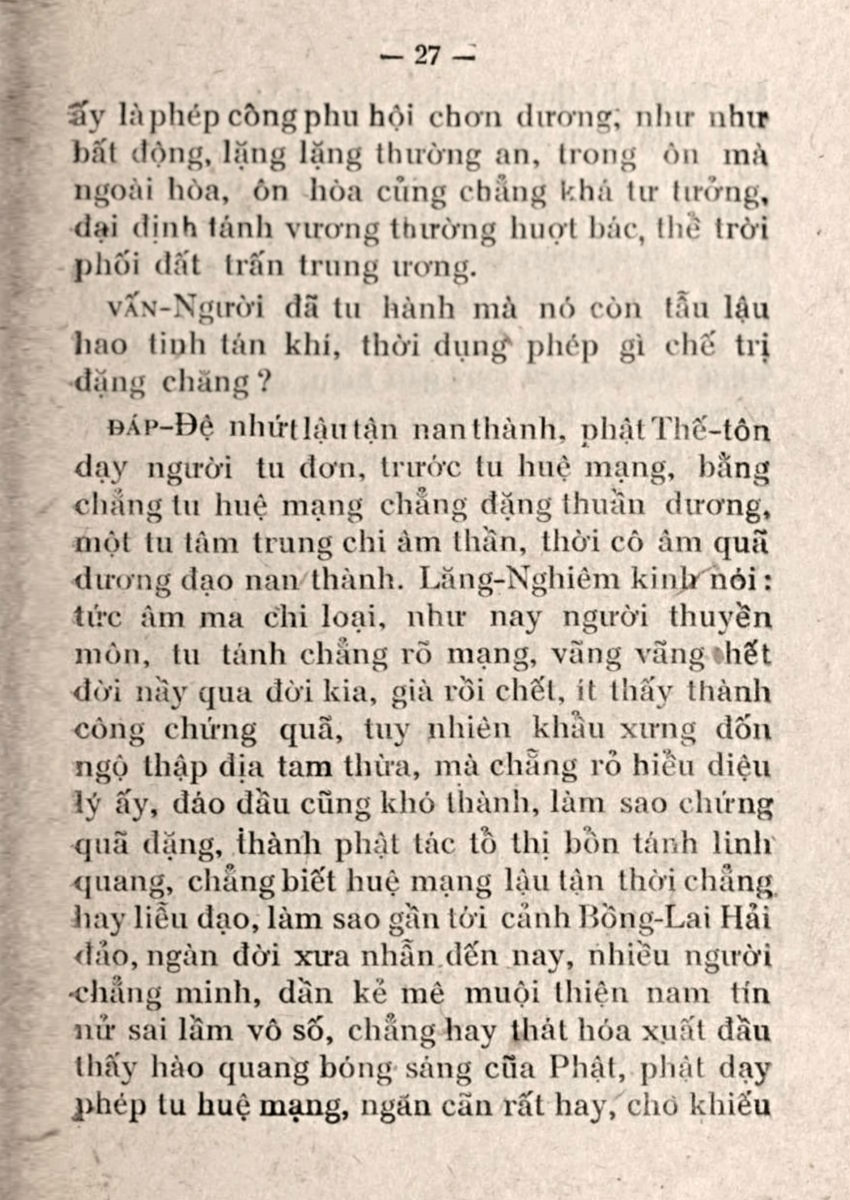 — 27 —
ấy là phép công phu hội chơn dương, như như
bất động, lặng lặng thường an, trong ôn mà
ngoài hòa, ôn hòa củng chẳng khá tư tưởng,
đại định tánh vương thường huợt bác, thề trời
phối đất trấn trung ương.
VẤN-Người đã tu hành mà nó còn tẫu lậu
hao tinh tán khí, thời dụng phép gì chế trị
đặng chăng ?
ĐÁP-Đệ nhứt lậu tận nan thành, phật Thế-tôn
dạy người tu đơn, trước tu huệ mạng, bằng
chẳng tu huệ mạng chẳng đặng thuần dương,
một tu tâm trung chi âm thần, thời cô âm quã
dương đạo nan thành. Lăng-Nghiêm kinh nói :
tức âm ma chi loại, như nay người thuyền
môn, tu tánh chẳng rõ mạng, vãng vãng hết
đời nầy qua đời kia, già rồi chết, ít thấy thành
công chứng quã, tuy nhiên khẩu xưng đốn
ngộ thập địa tam thừa, mà chẵng rỏ hiểu diệu
lý ấy, đáo đầu cũng khó thành, làm sao chứng
quã đặng, thành phật tác tổ thị bồn tánh linh
quang, chẳng biết huệ mạng lậu tận thời chẳng
hay liễu đạo, làm sao gần tới cảnh Bồng-Lai Hải
đảo, ngàn đời xưa nhẫn đến nay, nhiều người
chẳng minh, dần kẻ mê muội thiện nam tín
nử sai lầm vô số, chẳng hay thát hóa xuất đầu
thấy hào quang bóng sáng cũa Phật, phật dạy
phép tu huệ mạng, ngăn cãn rất hay, cho khiếu